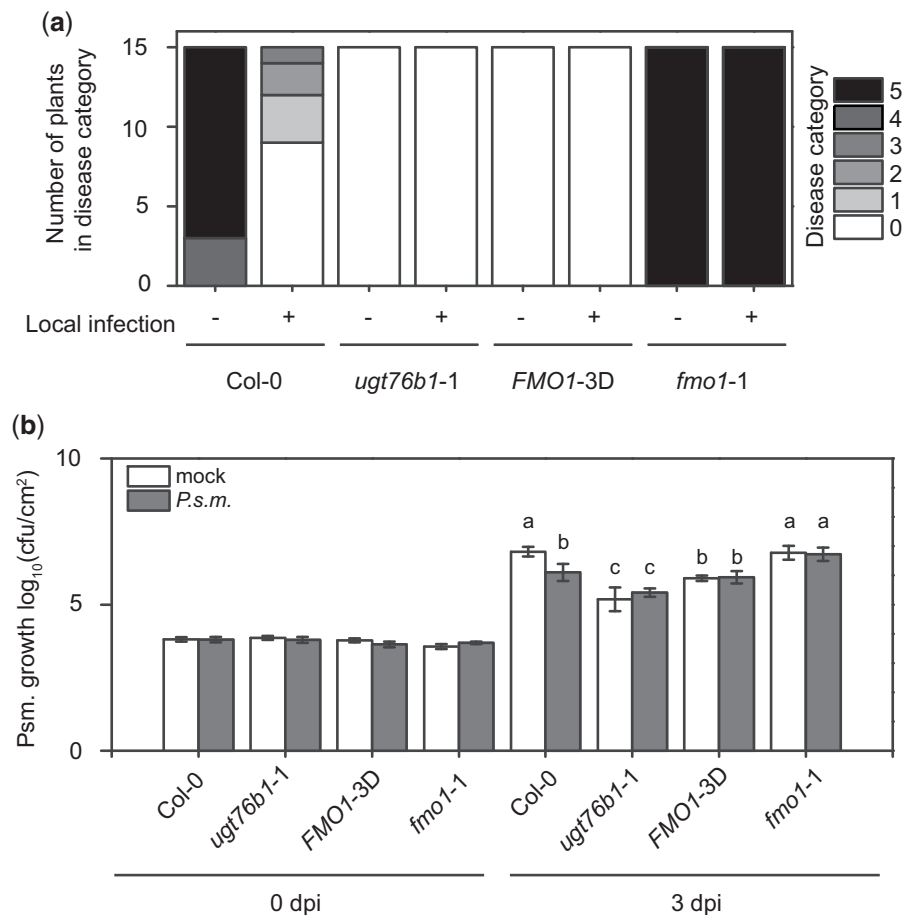 (a)
Number of plants
in disease category
15
10
5
0
Disease category
5
4
3
2
1
0
Local infection - + - + - + - +
Col-0 ugt76b1-1 FMO1-3D fmo1-1
(b)
Psm. growth log10(cfu/cm²)
10
5
0
mock
P.s.m.
a b c c b b a a
Col-0 ugt76b1-1 FMO1-3D fmo1-1 Col-0 ugt76b1-1 FMO1-3D fmo1-1
0 dpi 3 dpi